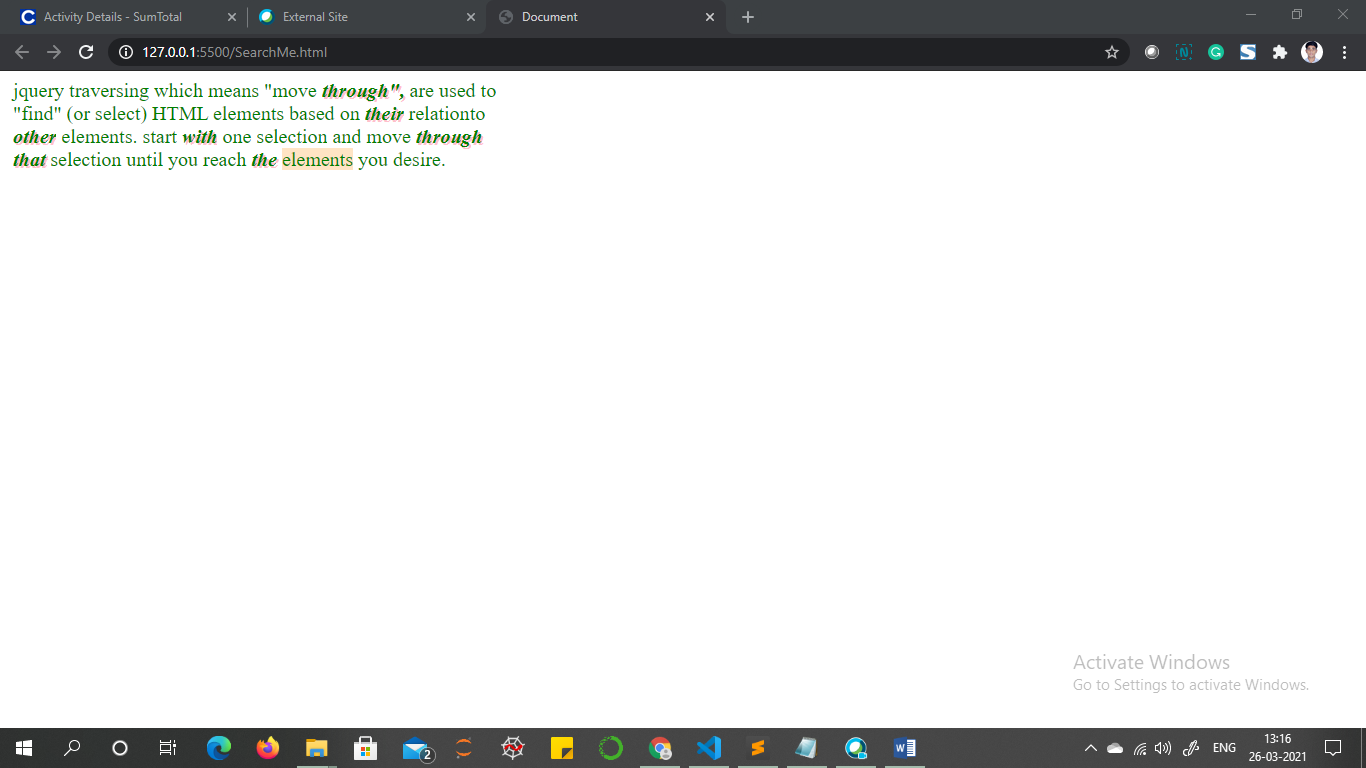 Activity Details - SumTotal
External Site
Document
127.0.0.1:5500/SearchMe.html
jquery traversing which means "move through", are used to
"find" (or select) HTML elements based on their relationto
other elements. start with one selection and move through
that selection until you reach the elements you desire.
Activate Windows
Go to Settings to activate Windows.
2
ENG
13:16
26-03-2021